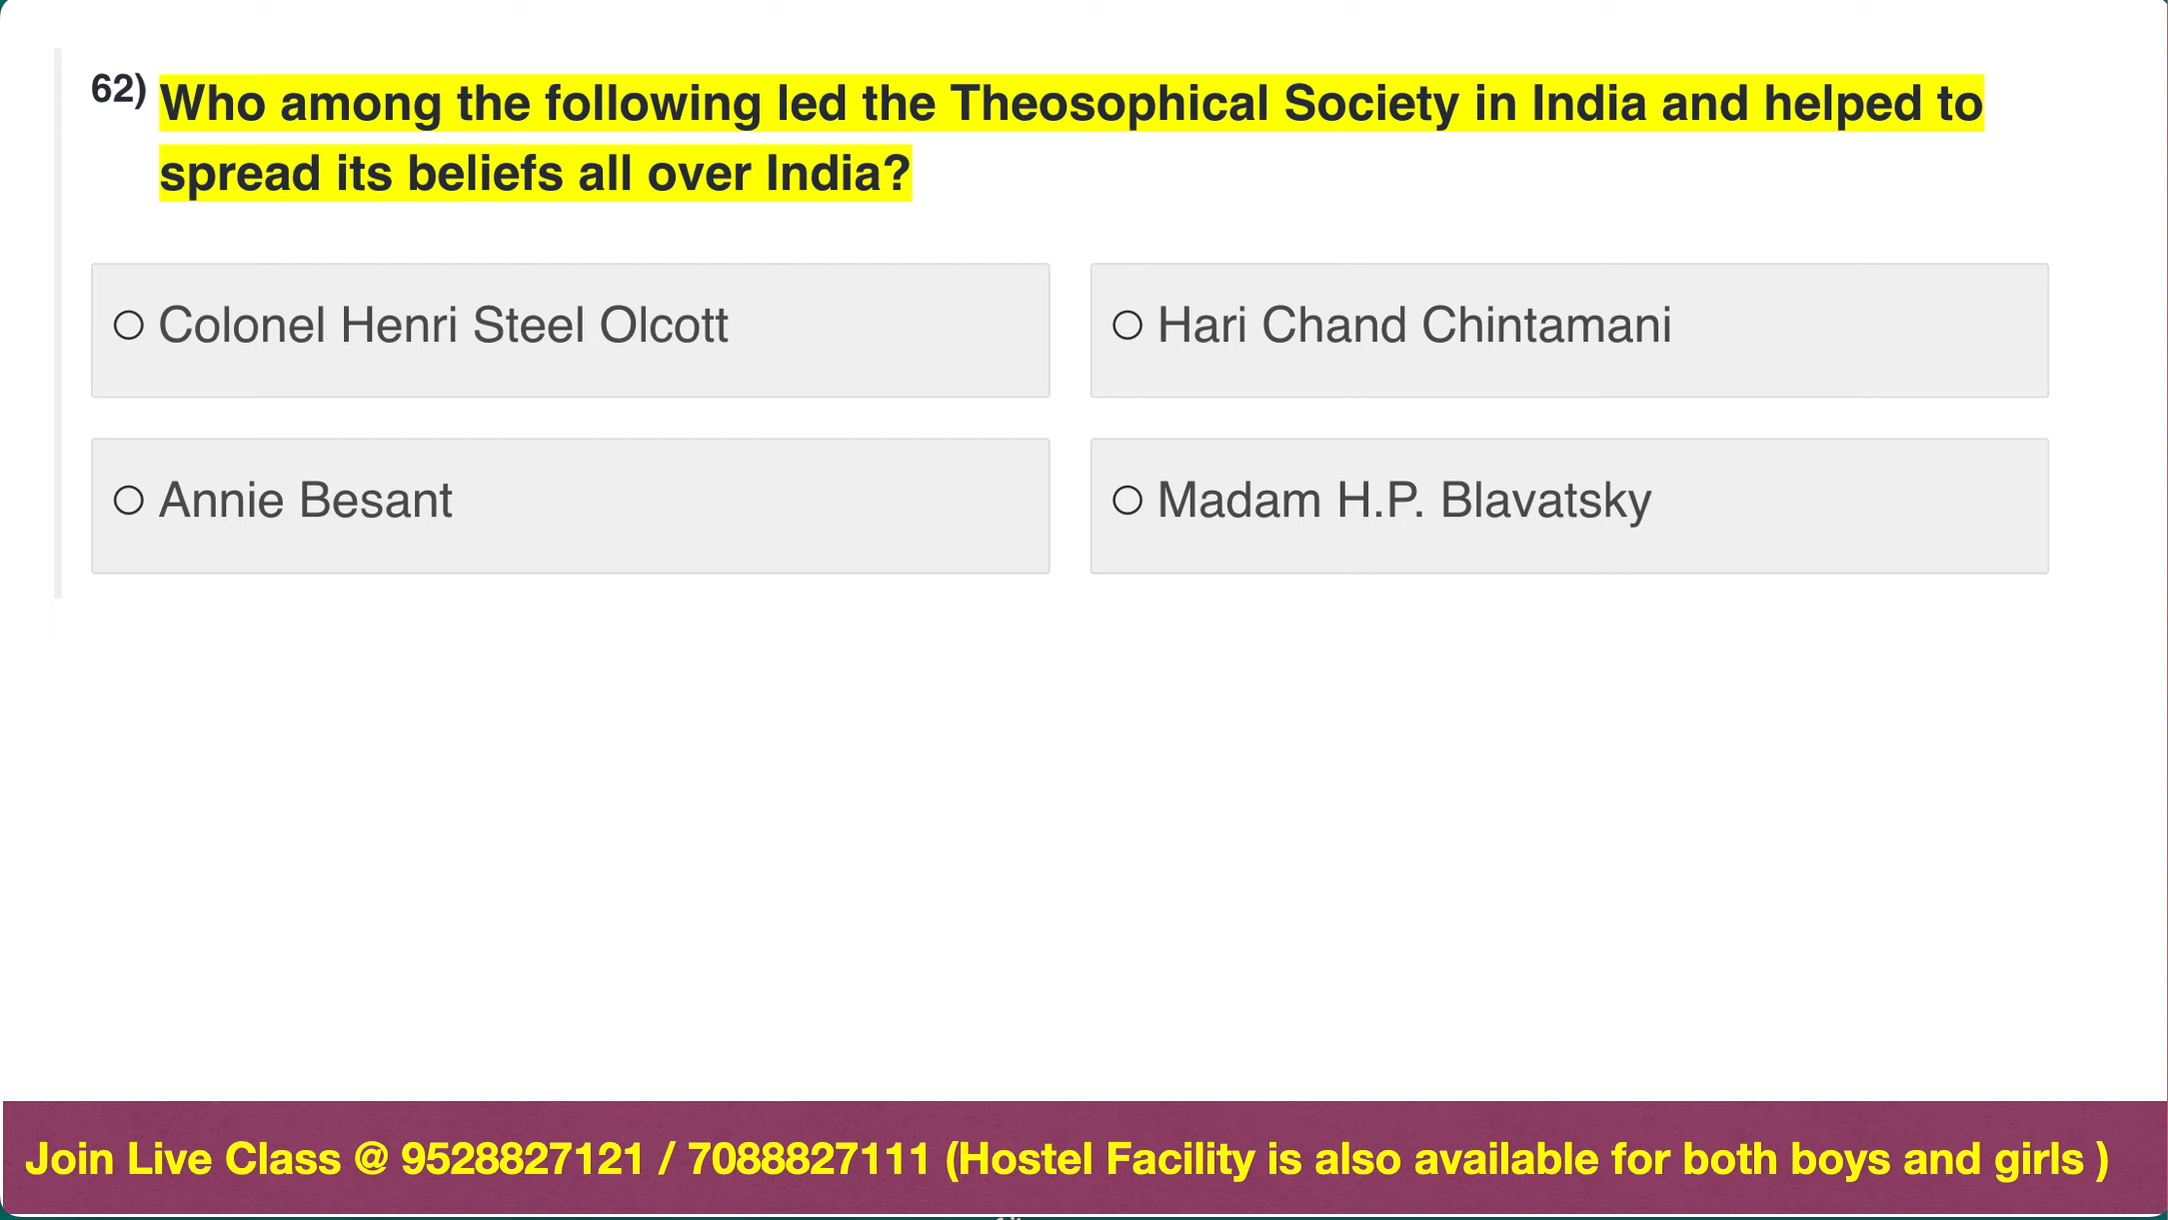 62) Who among the following led the Theosophical Society in India and helped to
spread its beliefs all over India?
Colonel Henri Steel Olcott
Hari Chand Chintamani
Annie Besant
Madam H.P. Blavatsky
Join Live Class @ 9528827121 / 7088827111 (Hostel Facility is also available for both boys and girls )